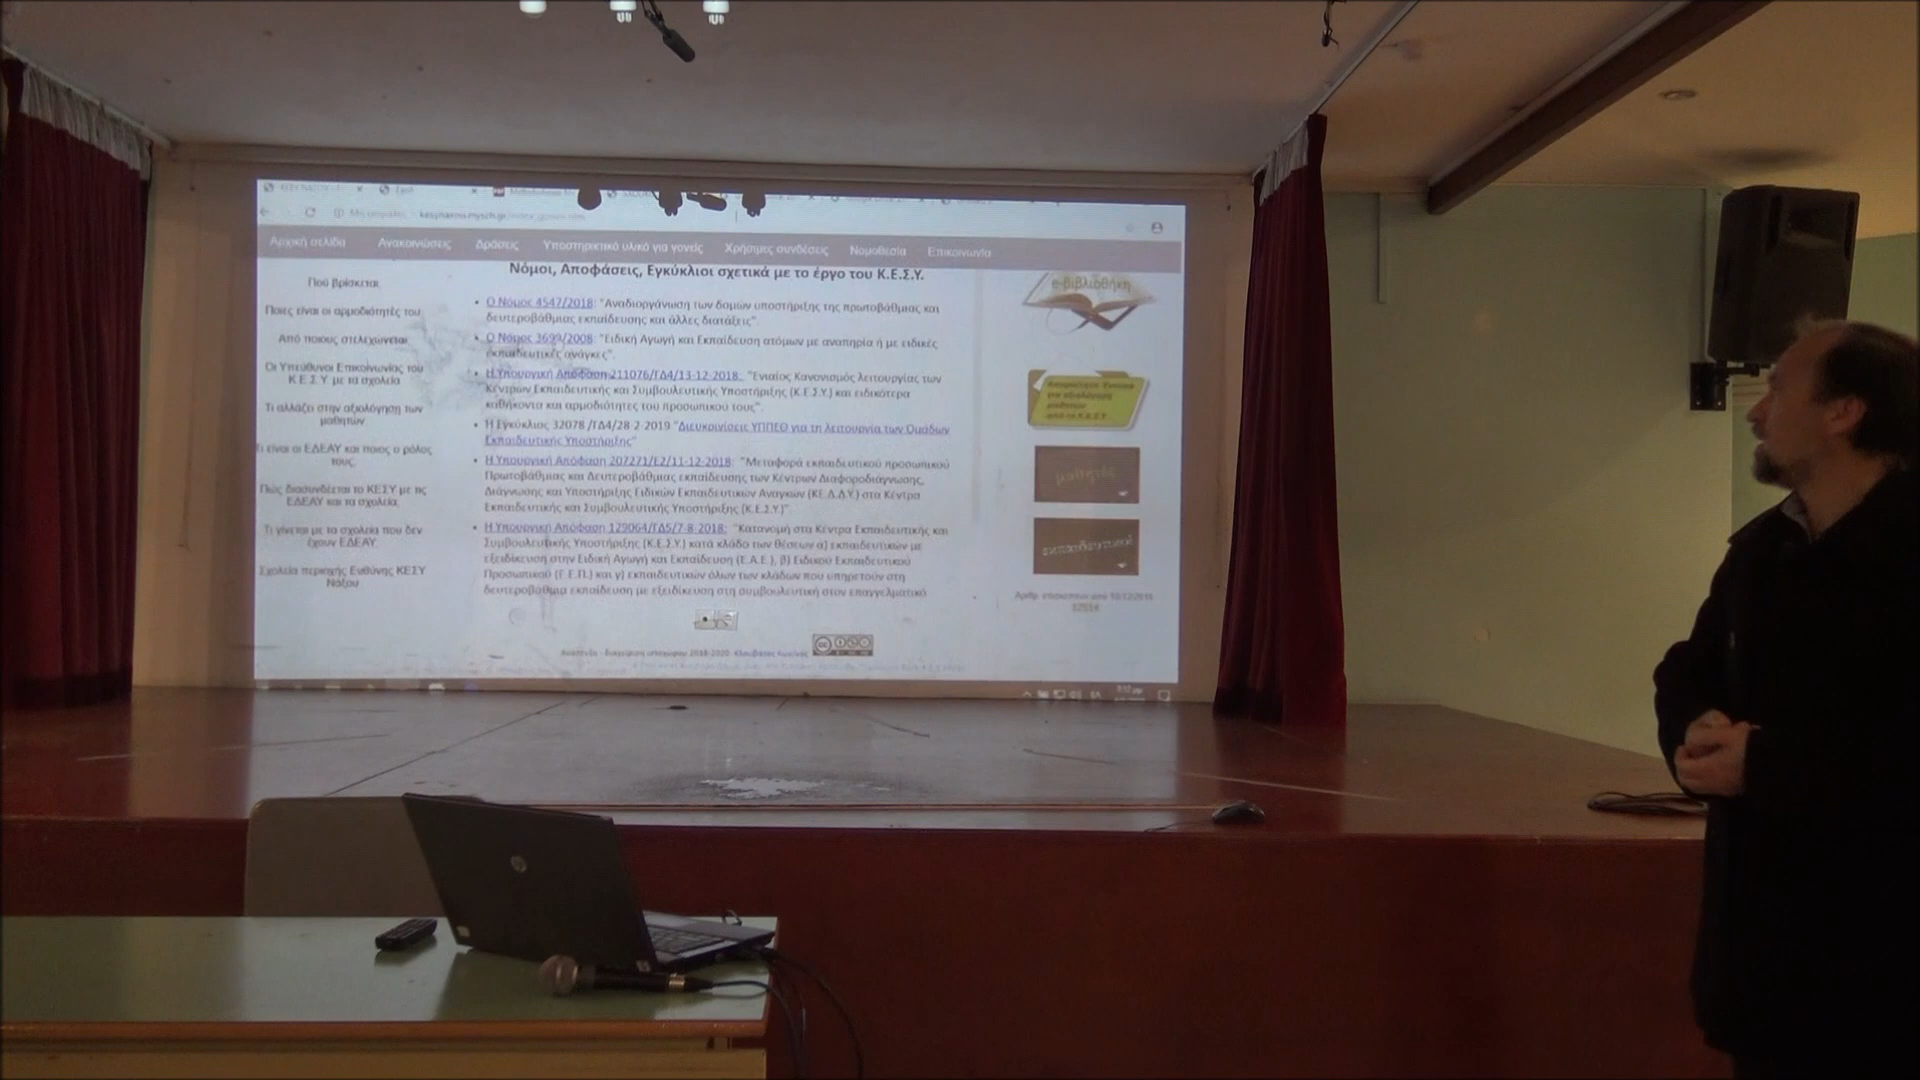 Αρχική σελίδα Ανακοινώσεις Δράσεις Υποστηρικτικό υλικό για γονείς Χρήσιμες συνδέσεις Νομοθεσία Επικοινωνία
Πού βρίσκεται
Ποιες είναι οι αρμοδιότητές του
Από ποιους στελεχώνεται
Οι Υπεύθυνοι Επικοινωνίας του
Κ.Ε.Σ.Υ. με τα σχολεία
Τι αλλάζει στην αξιολόγηση των
μαθητών
Τι είναι οι ΕΔΕΑΥ και ποιος ο ρόλος
τους
Πώς διασυνδέεται το ΚΕΣΥ με τις
ΕΔΕΑΥ και τα σχολεία
Τι γίνεται με τα σχολεία που δεν
έχουν ΕΔΕΑΥ
Σχολεία περιοχής Ευθύνης ΚΕΣΥ
Νάξου
Νόμοι, Αποφάσεις, Εγκύκλιοι σχετικά με το έργο του Κ.Ε.Σ.Υ.
• Ο Νόμος 4547/2018: "Αναδιοργάνωση των δομών υποστήριξης της πρωτοβάθμιας και
δευτεροβάθμιας εκπαίδευσης και άλλες διατάξεις".
• Ο Νόμος 3699/2008: "Ειδική Αγωγή και Εκπαίδευση ατόμων με αναπηρία ή με ειδικές
εκπαιδευτικές ανάγκες".
• Η Υπουργική Απόφαση 211076/ΓΔ4/13-12-2018: "Ενιαίος Κανονισμός λειτουργίας των
Κέντρων Εκπαιδευτικής και Συμβουλευτικής Υποστήριξης (Κ.Ε.Σ.Υ.) και ειδικότερα
καθήκοντα και αρμοδιότητες του προσωπικού τους".
• Η Εγκύκλιος 32078 /ΓΔ4/28-2-2019 "Διευκρινίσεις ΥΠΠΕΘ για τη λειτουργία των Ομάδων
Εκπαιδευτικής Υποστήριξης"
• Η Υπουργική Απόφαση 207271/Ε2/11-12-2018: "Μεταφορά εκπαιδευτικού προσωπικού
Πρωτοβάθμιας και Δευτεροβάθμιας εκπαίδευσης των Κέντρων Διαφοροδιάγνωσης,
Διάγνωσης και Υποστήριξης Ειδικών Εκπαιδευτικών Αναγκών (ΚΕ.Δ.Δ.Υ.) στα Κέντρα
Εκπαιδευτικής και Συμβουλευτικής Υποστήριξης (Κ.Ε.Σ.Υ.)".
• Η Υπουργική Απόφαση 129064/ΓΔ5/7-8-2018: "Κατανομή στα Κέντρα Εκπαιδευτικής και
Συμβουλευτικής Υποστήριξης (Κ.Ε.Σ.Υ.) κατά κλάδο των θέσεων α) εκπαιδευτικών με
εξειδίκευση στην Ειδική Αγωγή και Εκπαίδευση (Ε.Α.Ε.), β) Ειδικού Εκπαιδευτικού
Προσωπικού (Ε.Ε.Π.) και γ) εκπαιδευτικών όλων των κλάδων που υπηρετούν στη
δευτεροβάθμια εκπαίδευση με εξειδίκευση στη συμβουλευτική στον επαγγελματικό
e-βιβλιοθήκη
μαθητές
εκπαιδευτικοί
hp